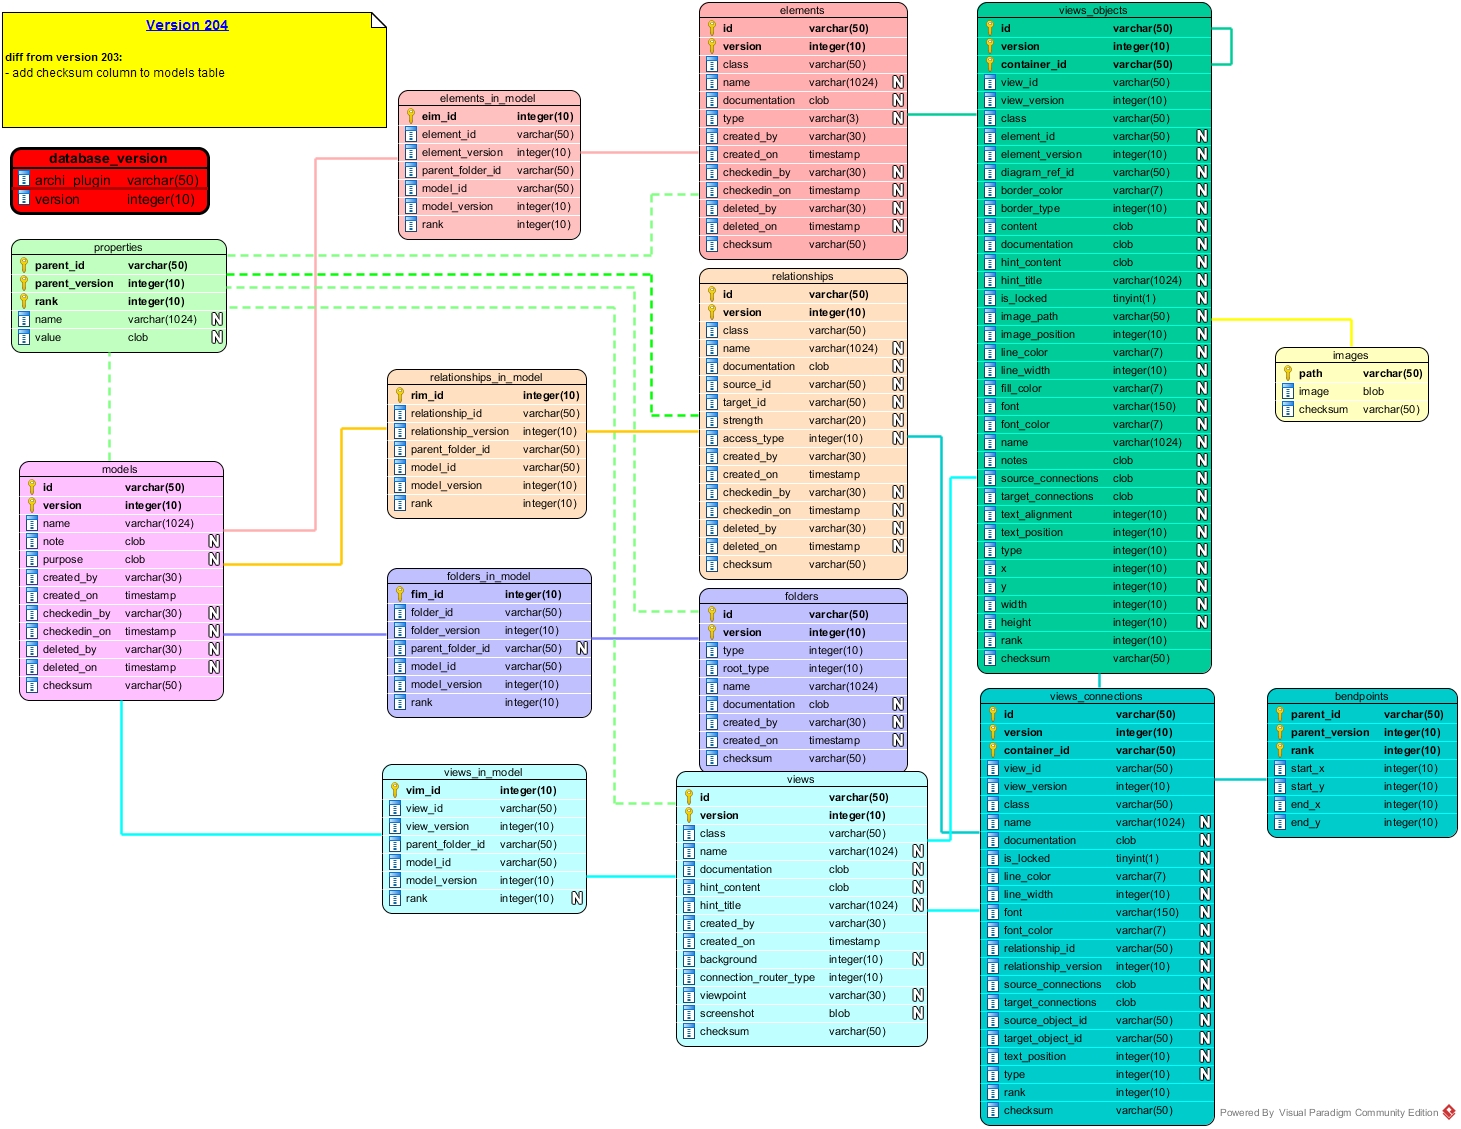 Version 204
diff from version 203:
- add checksum column to models table
database_version
archi_plugin varchar(50)
version integer(10)
properties
parent_id varchar(50)
parent_version integer(10)
rank integer(10)
name varchar(1024) N
value clob N
models
id varchar(50)
version integer(10)
name varchar(1024)
note clob N
purpose clob N
created_by varchar(30)
created_on timestamp
checkedin_by varchar(30) N
checkedin_on timestamp N
deleted_by varchar(30) N
deleted_on timestamp N
checksum varchar(50)
elements_in_model
eim_id integer(10)
element_id varchar(50)
element_version integer(10)
parent_folder_id varchar(50)
model_id varchar(50)
model_version integer(10)
rank integer(10)
relationships_in_model
rim_id integer(10)
relationship_id varchar(50)
relationship_version integer(10)
parent_folder_id varchar(50)
model_id varchar(50)
model_version integer(10)
rank integer(10)
folders_in_model
fim_id integer(10)
folder_id varchar(50)
folder_version integer(10)
parent_folder_id varchar(50) N
model_id varchar(50)
model_version integer(10)
rank integer(10)
views_in_model
vim_id integer(10)
view_id varchar(50)
view_version integer(10)
parent_folder_id varchar(50)
model_id varchar(50)
model_version integer(10)
rank integer(10) N
elements
id varchar(50)
version integer(10)
class varchar(50)
name varchar(1024) N
documentation clob N
type varchar(3) N
created_by varchar(30)
created_on timestamp
checkedin_by varchar(30) N
checkedin_on timestamp N
deleted_by varchar(30) N
deleted_on timestamp N
checksum varchar(50)
relationships
id varchar(50)
version integer(10)
class varchar(50)
name varchar(1024) N
documentation clob N
source_id varchar(50) N
target_id varchar(50) N
strength varchar(20) N
access_type integer(10) N
created_by varchar(30)
created_on timestamp
checkedin_by varchar(30) N
checkedin_on timestamp N
deleted_by varchar(30) N
deleted_on timestamp N
checksum varchar(50)
folders
id varchar(50)
version integer(10)
type integer(10)
root_type integer(10)
name varchar(1024)
documentation clob N
created_by varchar(30) N
created_on timestamp N
checksum varchar(50)
views
id varchar(50)
version integer(10)
class varchar(50)
name varchar(1024) N
documentation clob N
hint_content clob N
hint_title varchar(1024) N
created_by varchar(30)
created_on timestamp
background integer(10) N
connection_router_type integer(10)
viewpoint varchar(30) N
screenshot blob N
checksum varchar(50)
views_objects
id varchar(50)
version integer(10)
container_id varchar(50)
view_id varchar(50)
view_version integer(10)
class varchar(50)
element_id varchar(50) N
element_version integer(10) N
diagram_ref_id varchar(50) N
border_color varchar(7) N
border_type integer(10) N
content clob N
documentation clob N
hint_content clob N
hint_title varchar(1024) N
is_locked tinyint(1) N
image_path varchar(50) N
image_position integer(10) N
line_color varchar(7) N
line_width integer(10) N
fill_color varchar(7) N
font varchar(150) N
font_color varchar(7) N
name varchar(1024) N
notes clob N
source_connections clob N
target_connections clob N
text_alignment integer(10) N
text_position integer(10) N
type integer(10) N
x integer(10) N
y integer(10) N
width integer(10) N
height integer(10) N
rank integer(10)
checksum varchar(50)
views_connections
id varchar(50)
version integer(10)
container_id varchar(50)
view_id varchar(50)
view_version integer(10)
class varchar(50)
name varchar(1024) N
documentation clob N
is_locked tinyint(1) N
line_color varchar(7) N
line_width integer(10) N
font varchar(150) N
font_color varchar(7) N
relationship_id varchar(50) N
relationship_version integer(10) N
source_connections clob N
target_connections clob N
source_object_id varchar(50) N
target_object_id varchar(50) N
text_position integer(10) N
type integer(10) N
rank integer(10)
checksum varchar(50)
images
path varchar(50)
image blob
checksum varchar(50)
bendpoints
parent_id varchar(50)
parent_version integer(10)
rank integer(10)
start_x integer(10)
start_y integer(10)
end_x integer(10)
end_y integer(10)
Powered By Visual Paradigm Community Edition